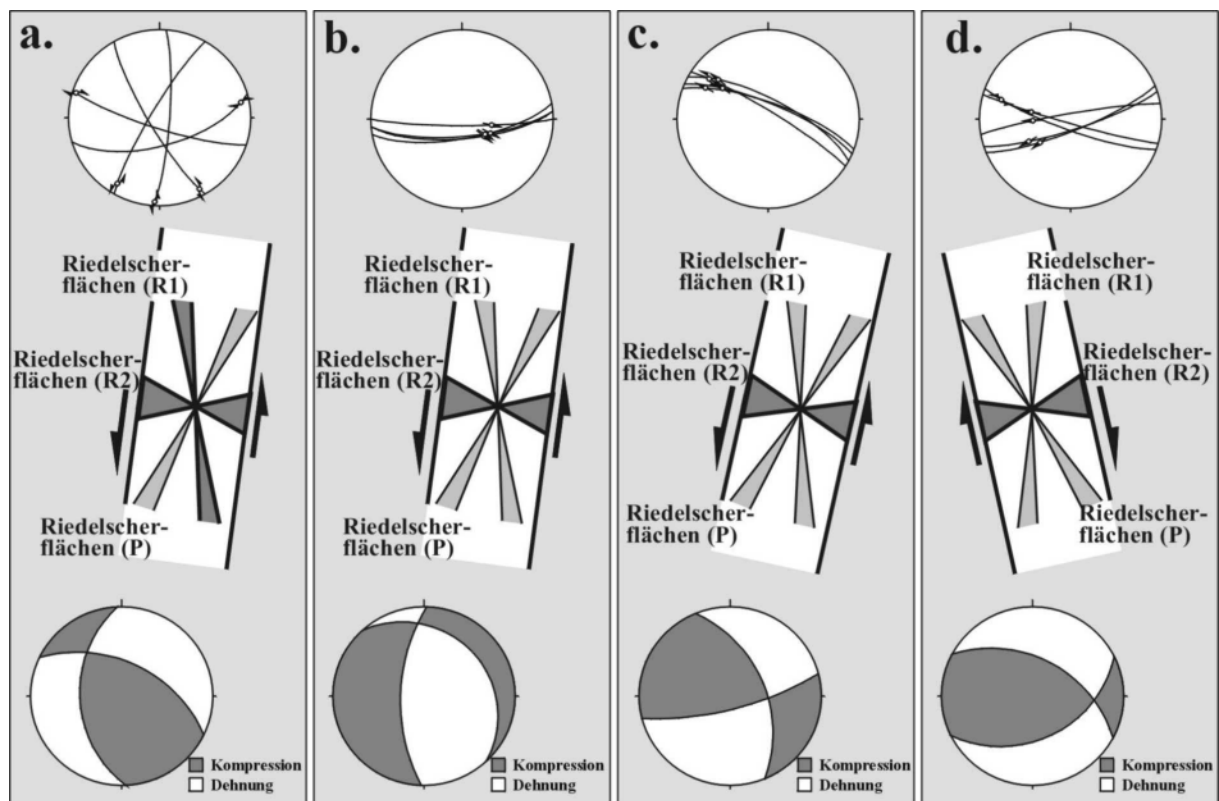 a.
Riedelscher-
flächen (R1)
Riedelscher-
flächen (R2)
Riedelscher-
flächen (P)
Kompression
Dehnung
b.
Riedelscher-
flächen (R1)
Riedelscher-
flächen (R2)
Riedelscher-
flächen (P)
Kompression
Dehnung
c.
Riedelscher-
flächen (R1)
Riedelscher-
flächen (R2)
Riedelscher-
flächen (P)
Kompression
Dehnung
d.
Riedelscher-
flächen (R1)
Riedelscher-
flächen (R2)
Riedelscher-
flächen (P)
Kompression
Dehnung